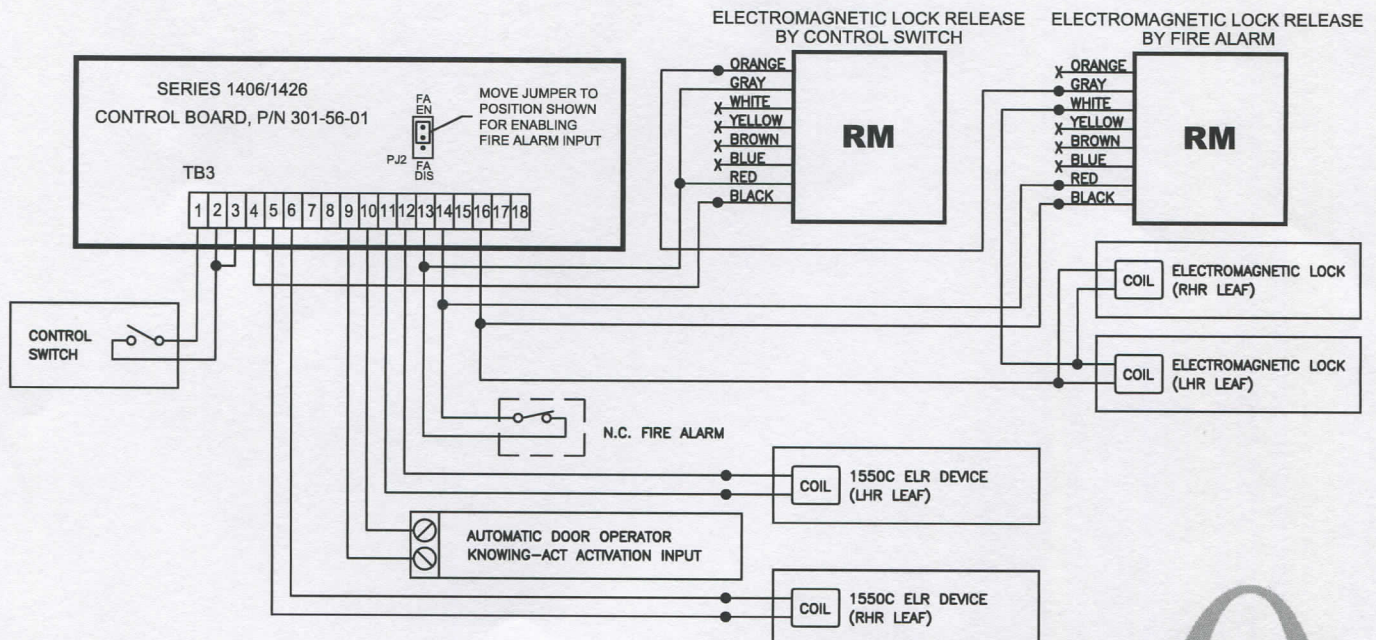 ELECTROMAGNETIC LOCK RELEASE
BY CONTROL SWITCH
ELECTROMAGNETIC LOCK RELEASE
BY FIRE ALARM
SERIES 1406/1426
CONTROL BOARD, P/N 301-56-01
FA
EN
PJ2
FA
DIS
MOVE JUMPER TO
POSITION SHOWN
FOR ENABLING
FIRE ALARM INPUT
TB3
1 2 3 4 5 6 7 8 9 10 11 12 13 14 15 16 17 18
ORANGE
GRAY
WHITE
YELLOW
BROWN
BLUE
RED
BLACK
RM
ORANGE
GRAY
WHITE
YELLOW
BROWN
BLUE
RED
BLACK
RM
COIL
ELECTROMAGNETIC LOCK
(RHR LEAF)
COIL
ELECTROMAGNETIC LOCK
(LHR LEAF)
CONTROL
SWITCH
N.C. FIRE ALARM
COIL
1550C ELR DEVICE
(LHR LEAF)
AUTOMATIC DOOR OPERATOR
KNOWING-ACT ACTIVATION INPUT
COIL
1550C ELR DEVICE
(RHR LEAF)